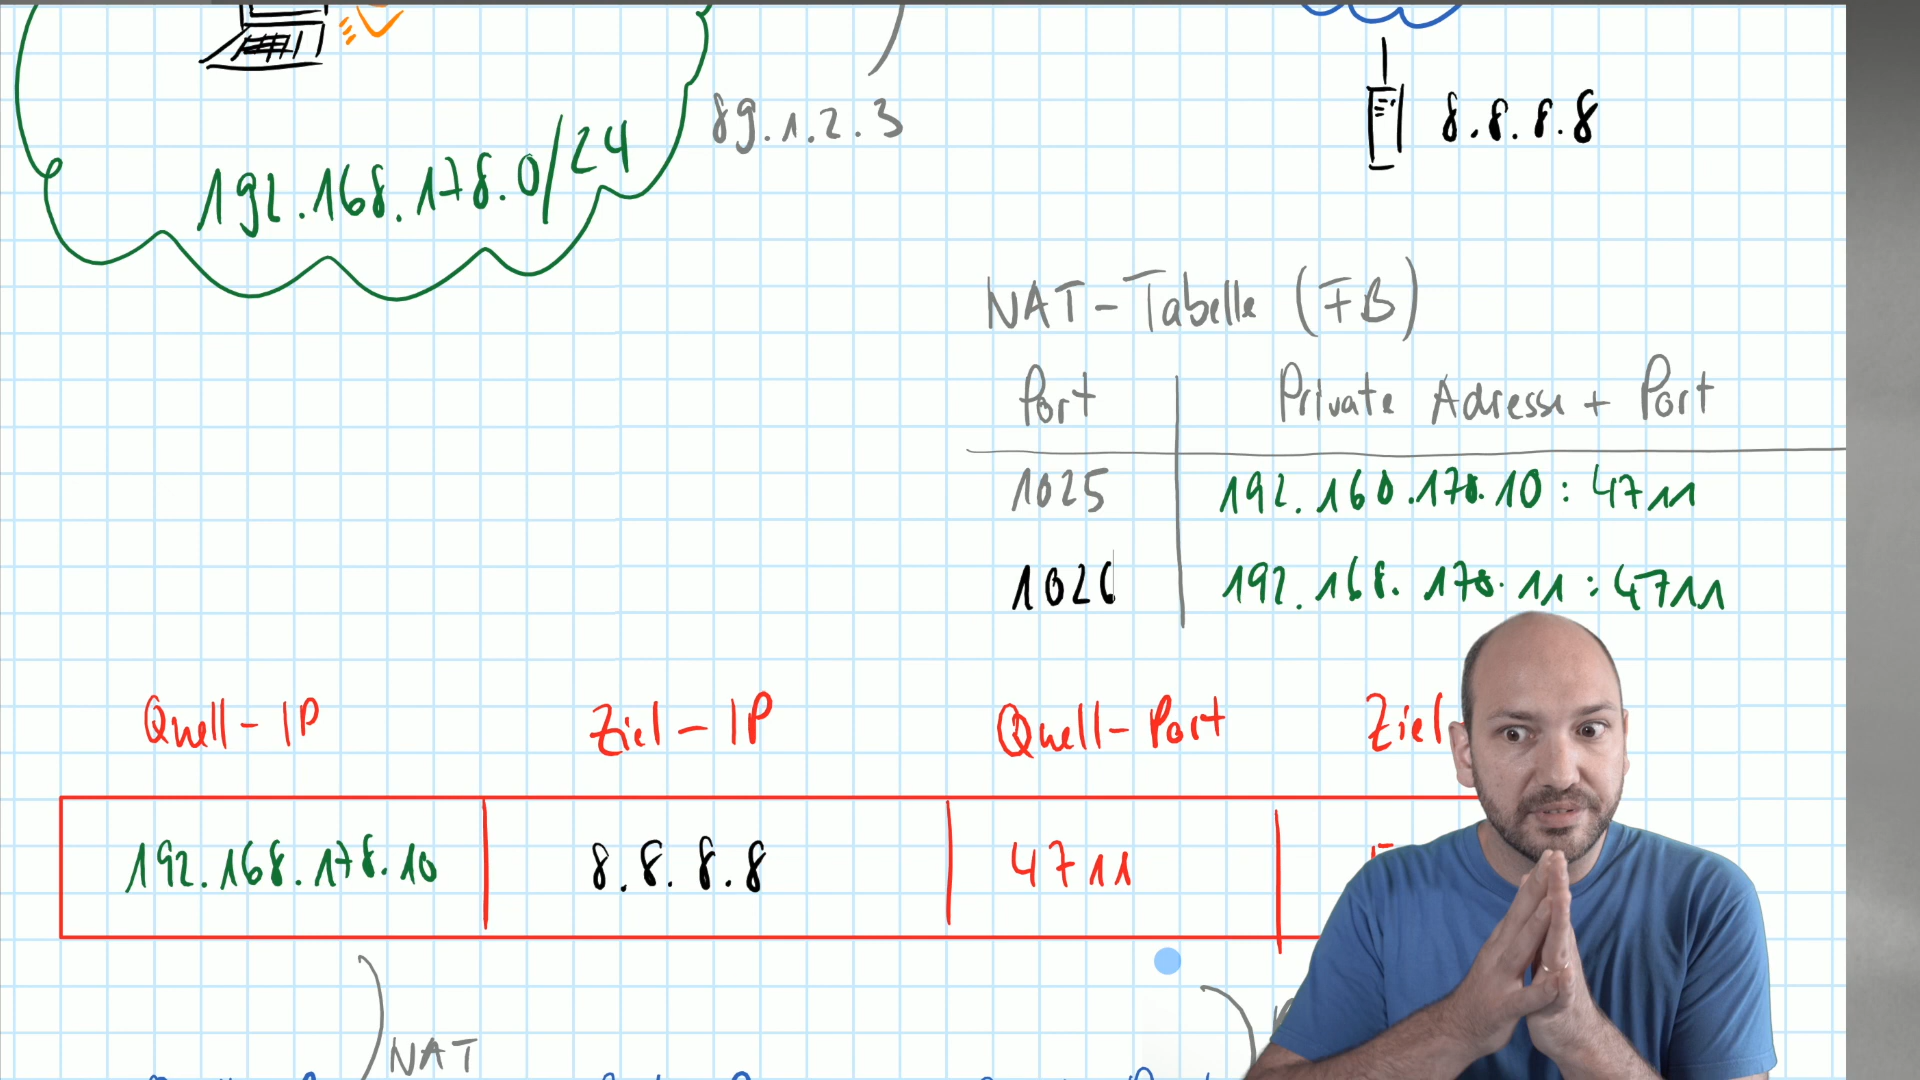 89.1.2.3
8.8.8.8
192.168.178.0/24
NAT-Tabelle (FB)
Port Private Adresse + Port
1025 192.168.178.10 : 4711
1026 192.168.178.11 : 4711
Quell-IP Ziel-IP Quell-Port Ziel
192.168.178.10 8.8.8.8 4711
NAT